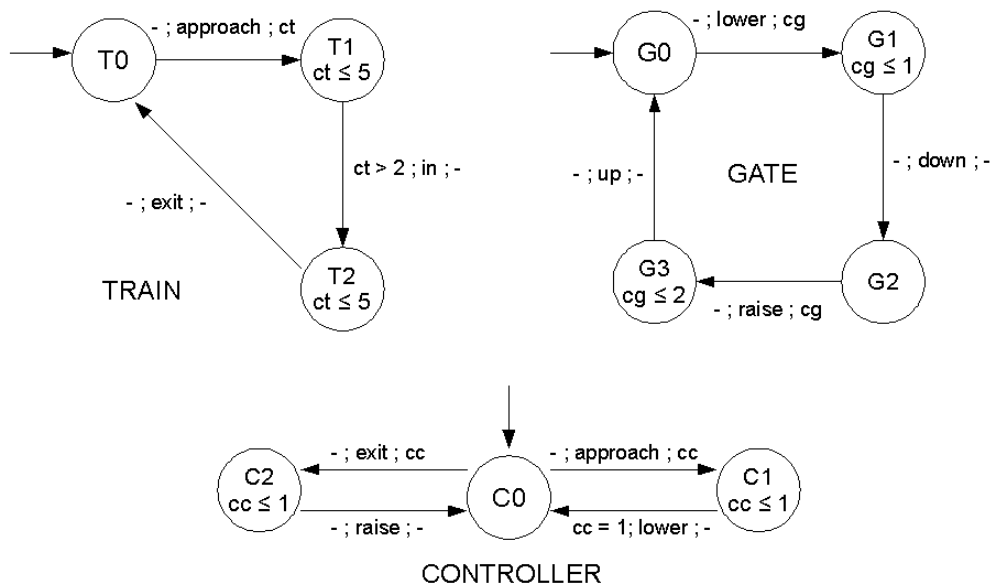 - ; approach ; ct
T0
T1
ct ≤ 5
ct > 2 ; in ; -
- ; exit ; -
T2
ct ≤ 5
TRAIN
- ; lower ; cg
G0
G1
cg ≤ 1
- ; down ; -
- ; up ; -
GATE
G3
cg ≤ 2
G2
- ; raise ; cg
- ; exit ; cc
- ; approach ; cc
C2
cc ≤ 1
C0
C1
cc ≤ 1
- ; raise ; -
cc = 1; lower ; -
CONTROLLER